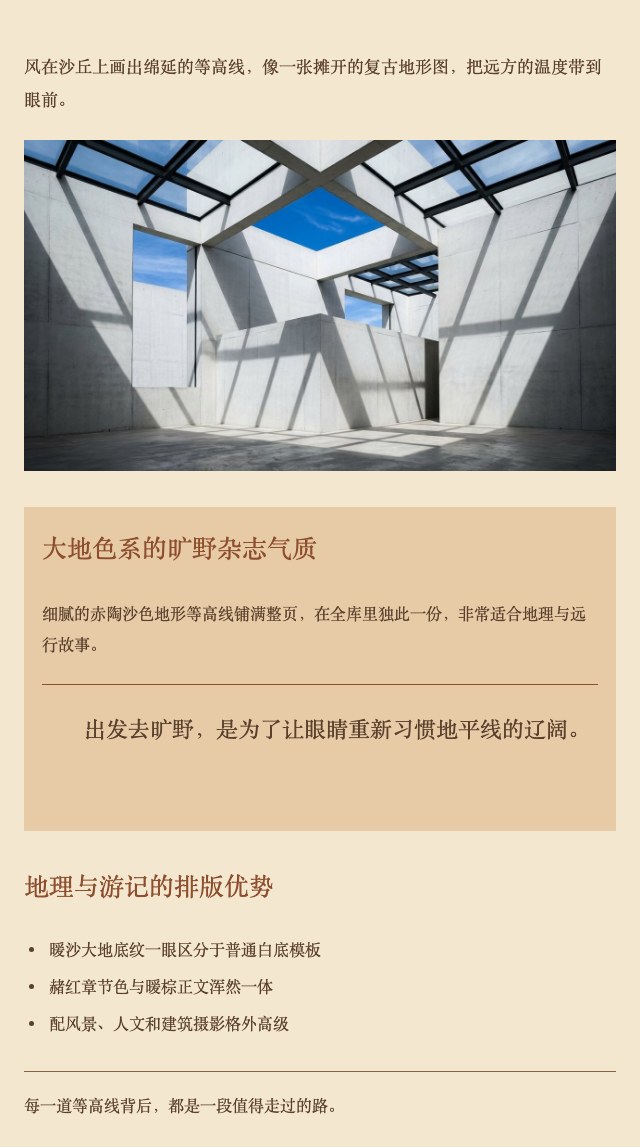 风在沙丘上画出绵延的等高线，像一张摊开的复古地形图，把远方的温度带到
眼前。
大地色系的旷野杂志气质
细腻的赤陶沙色地形等高线铺满整页，在全库里独此一份，非常适合地理与远
行故事。
出发去旷野，是为了让眼睛重新习惯地平线的辽阔。
地理与游记的排版优势
• 暖沙大地底纹一眼区分于普通白底模板
• 赭红章节色与暖棕正文浑然一体
• 配风景、人文和建筑摄影格外高级
每一道等高线背后，都是一段值得走过的路。